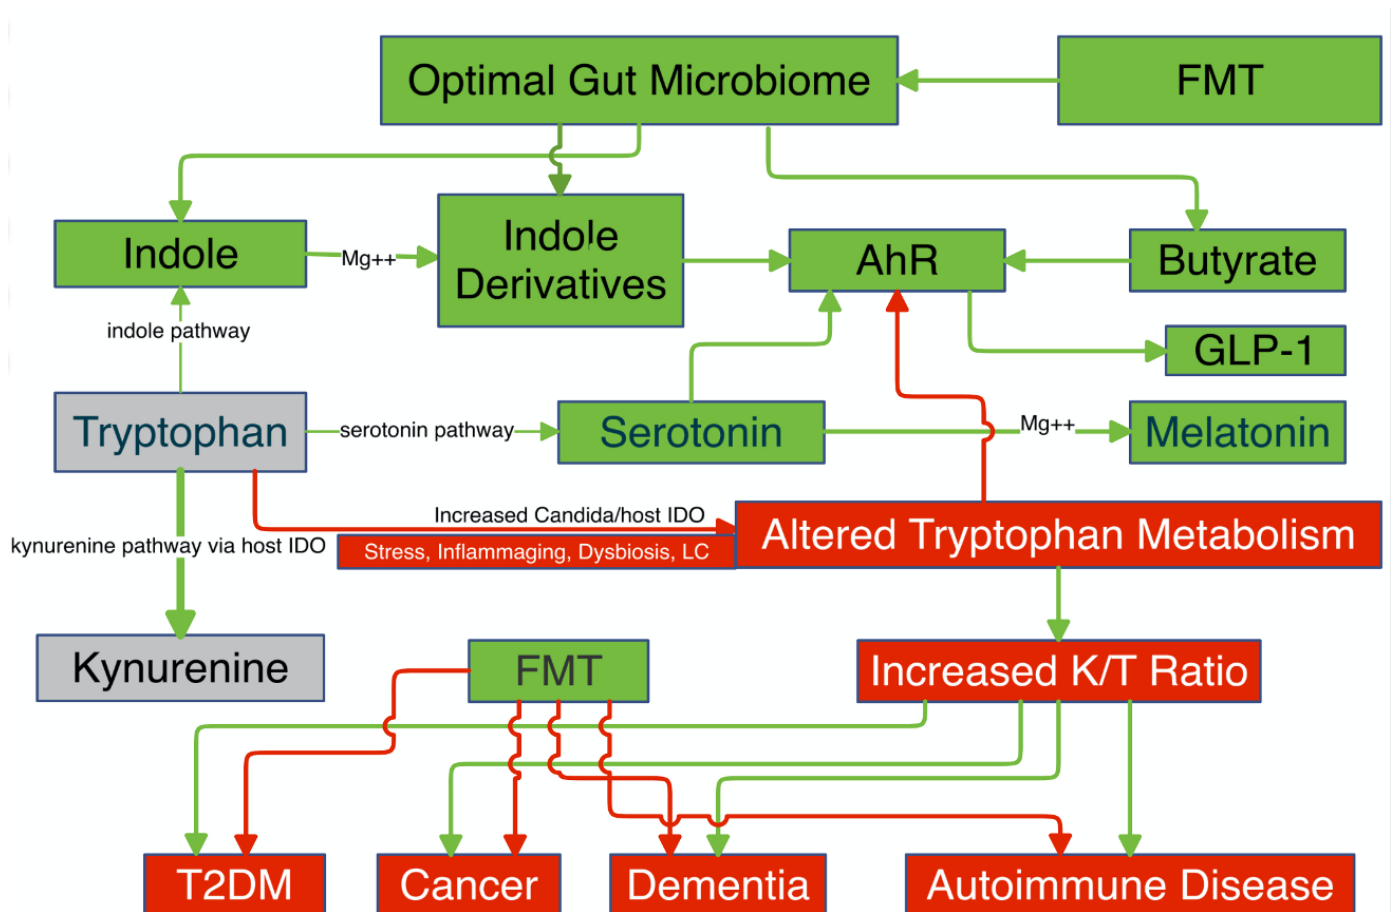 Optimal Gut Microbiome
FMT
Indole
Mg++
Indole
Derivatives
AhR
Butyrate
indole pathway
GLP-1
Tryptophan
serotonin pathway
Serotonin
Mg++
Melatonin
Increased Candida/host IDO
Altered Tryptophan Metabolism
kynurenine pathway via host IDO
Stress, Inflammaging, Dysbiosis, LC
Kynurenine
FMT
Increased K/T Ratio
T2DM
Cancer
Dementia
Autoimmune Disease